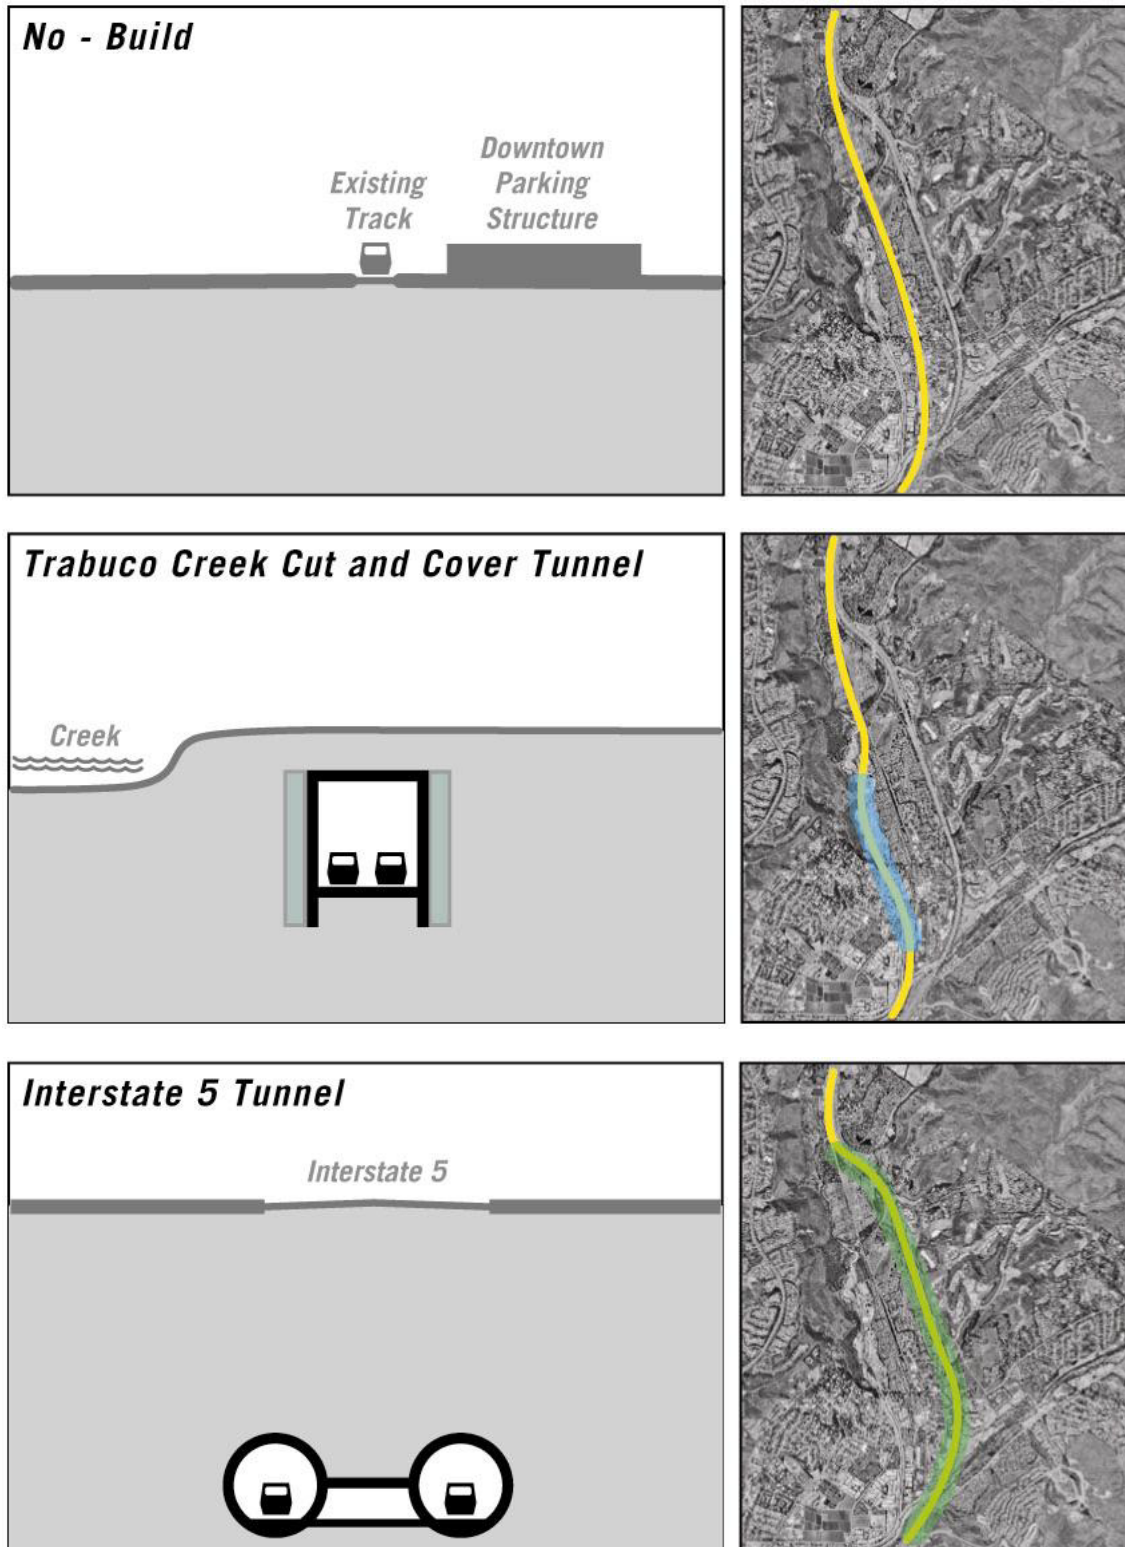 No - Build
Existing
Track
Downtown
Parking
Structure
Trabuco Creek Cut and Cover Tunnel
Creek
Interstate 5 Tunnel
Interstate 5